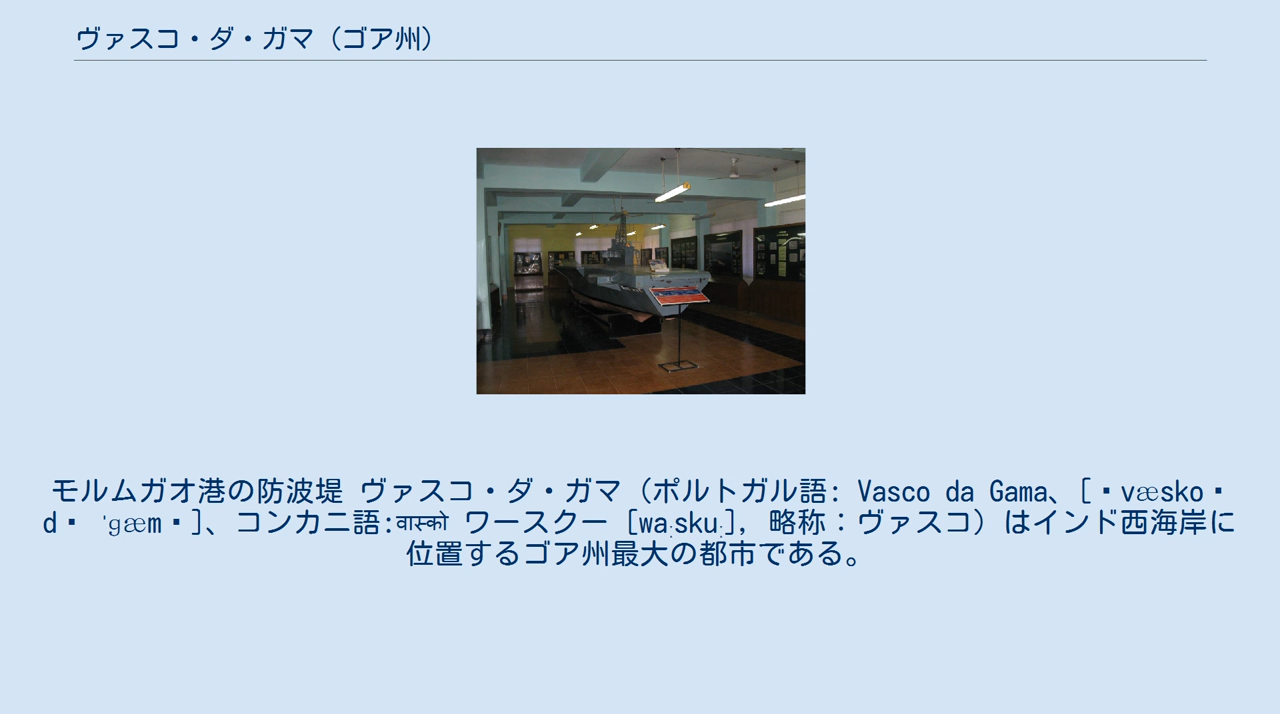 ヴァスコ・ダ・ガマ（ゴア州）
モルムガオ港の防波堤 ヴァスコ・ダ・ガマ（ポルトガル語: Vasco da Gama、[▪væsko▪
d▪ ˈɡæm▪]、コンカニ語:वास्को ワースクー [waːskuː], 略称：ヴァスコ）はインド西海岸に
位置するゴア州最大の都市である。